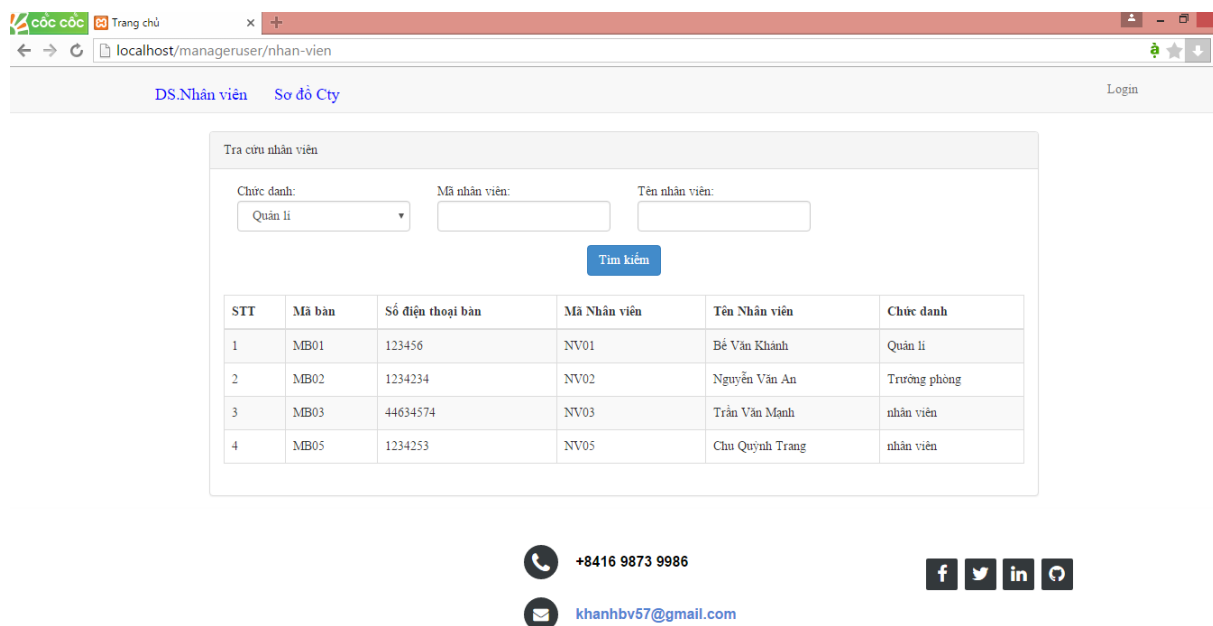 cốc cốc Trang chủ
localhost/manageruser/nhan-vien
DS.Nhân viên Sơ đồ Cty Login
Tra cứu nhân viên
Chức danh: Mã nhân viên: Tên nhân viên:
Quản lí
Tìm kiếm
STT Mã bàn Số điện thoại bàn Mã Nhân viên Tên Nhân viên Chức danh
1 MB01 123456 NV01 Bế Văn Khánh Quản lí
2 MB02 1234234 NV02 Nguyễn Văn An Trưởng phòng
3 MB03 44634574 NV03 Trần Văn Mạnh nhân viên
4 MB05 1234253 NV05 Chu Quỳnh Trang nhân viên
+8416 9873 9986
khanhbv57@gmail.com